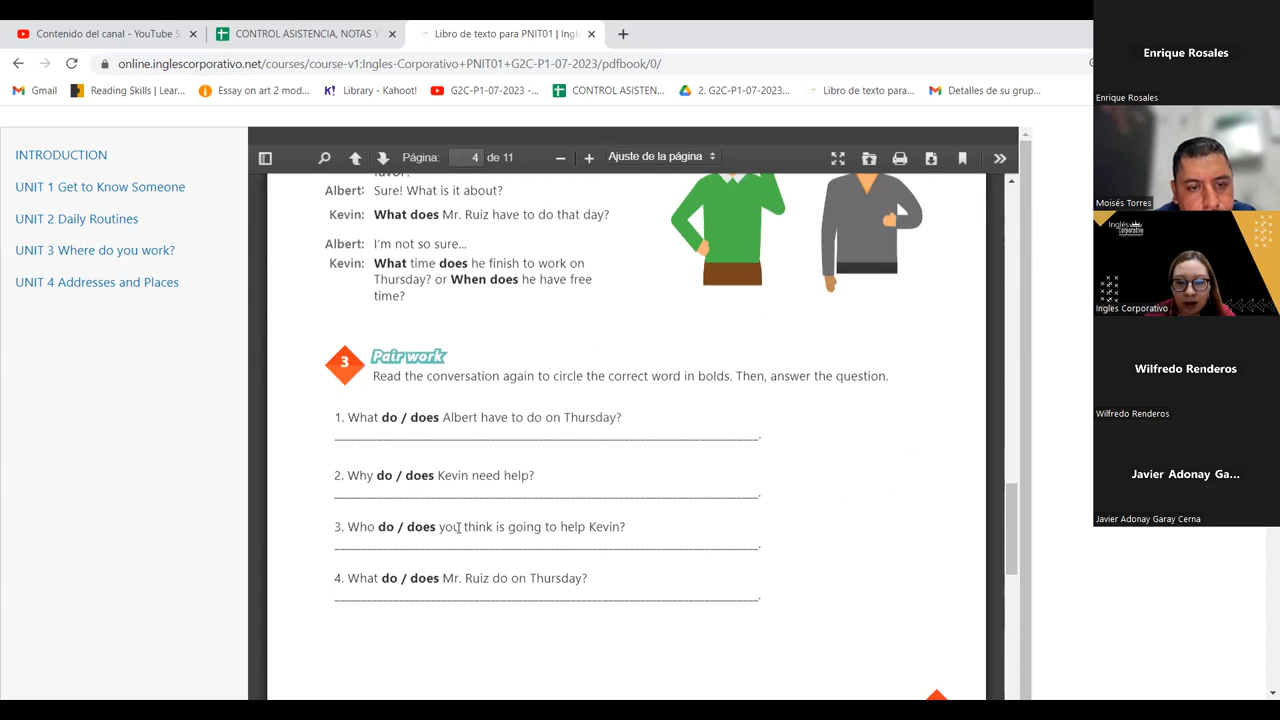 Contenido del canal - YouTube S
CONTROL ASISTENCIA, NOTAS Y
Libro de texto para PNIT01 | Ingl
online.inglescorporativo.net/courses/course-v1:Ingles-Corporativo+PNIT01+G2C-P1-07-2023/pdfbook/0/
Gmail
Reading Skills | Lear...
Essay on art 2 mod...
Library - Kahoot!
G2C-P1-07-2023 -...
CONTROL ASISTEN...
2. G2C-P1-07-2023...
Libro de texto para...
Detalles de su grup...
INTRODUCTION
UNIT 1 Get to Know Someone
UNIT 2 Daily Routines
UNIT 3 Where do you work?
UNIT 4 Addresses and Places
Página: 4 de 11
Ajuste de la página
Albert: Sure! What is it about?
Kevin: What does Mr. Ruiz have to do that day?
Albert: I'm not so sure...
Kevin: What time does he finish to work on
Thursday? or When does he have free
time?
3
Pair work
Read the conversation again to circle the correct word in bolds. Then, answer the question.
1. What do / does Albert have to do on Thursday?
2. Why do / does Kevin need help?
3. Who do / does you think is going to help Kevin?
4. What do / does Mr. Ruiz do on Thursday?
Enrique Rosales
Enrique Rosales
Moisés Torres
Inglés
Corporativo
Ingles Corporativo
Wilfredo Renderos
Wilfredo Renderos
Javier Adonay Ga...
Javier Adonay Garay Cerna